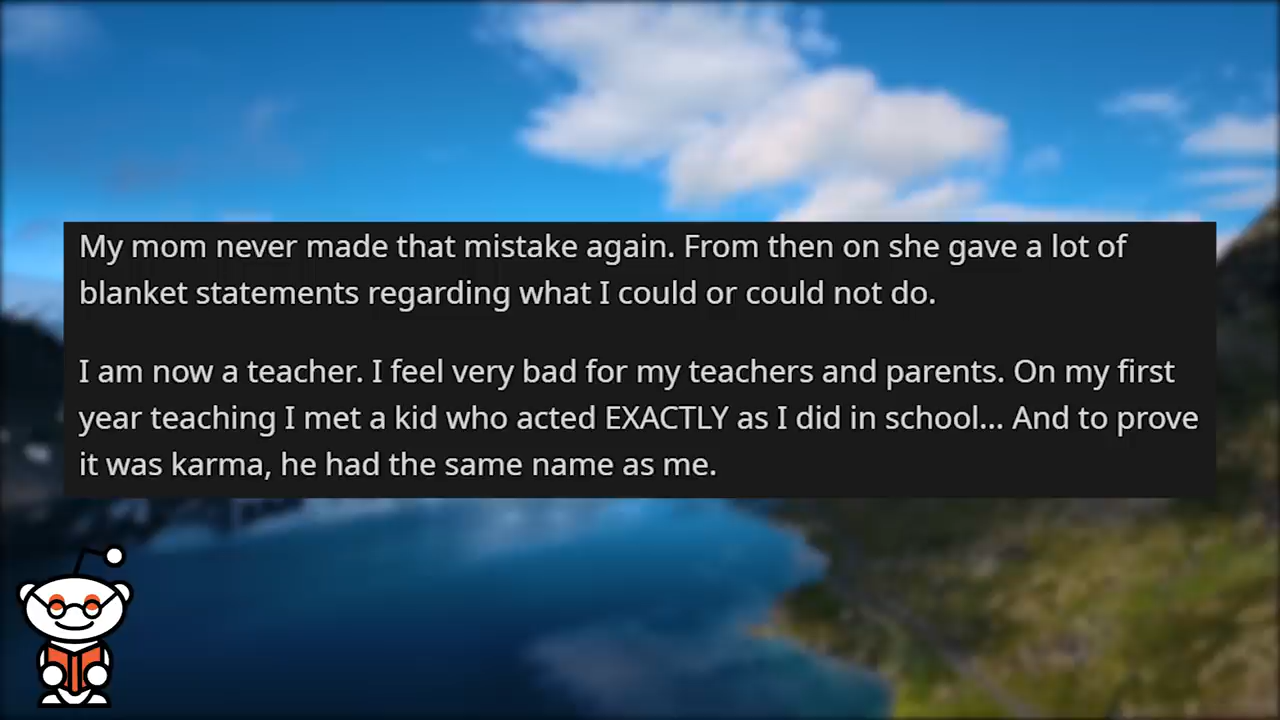 My mom never made that mistake again. From then on she gave a lot of
blanket statements regarding what I could or could not do.
I am now a teacher. I feel very bad for my teachers and parents. On my first
year teaching I met a kid who acted EXACTLY as I did in school... And to prove
it was karma, he had the same name as me.